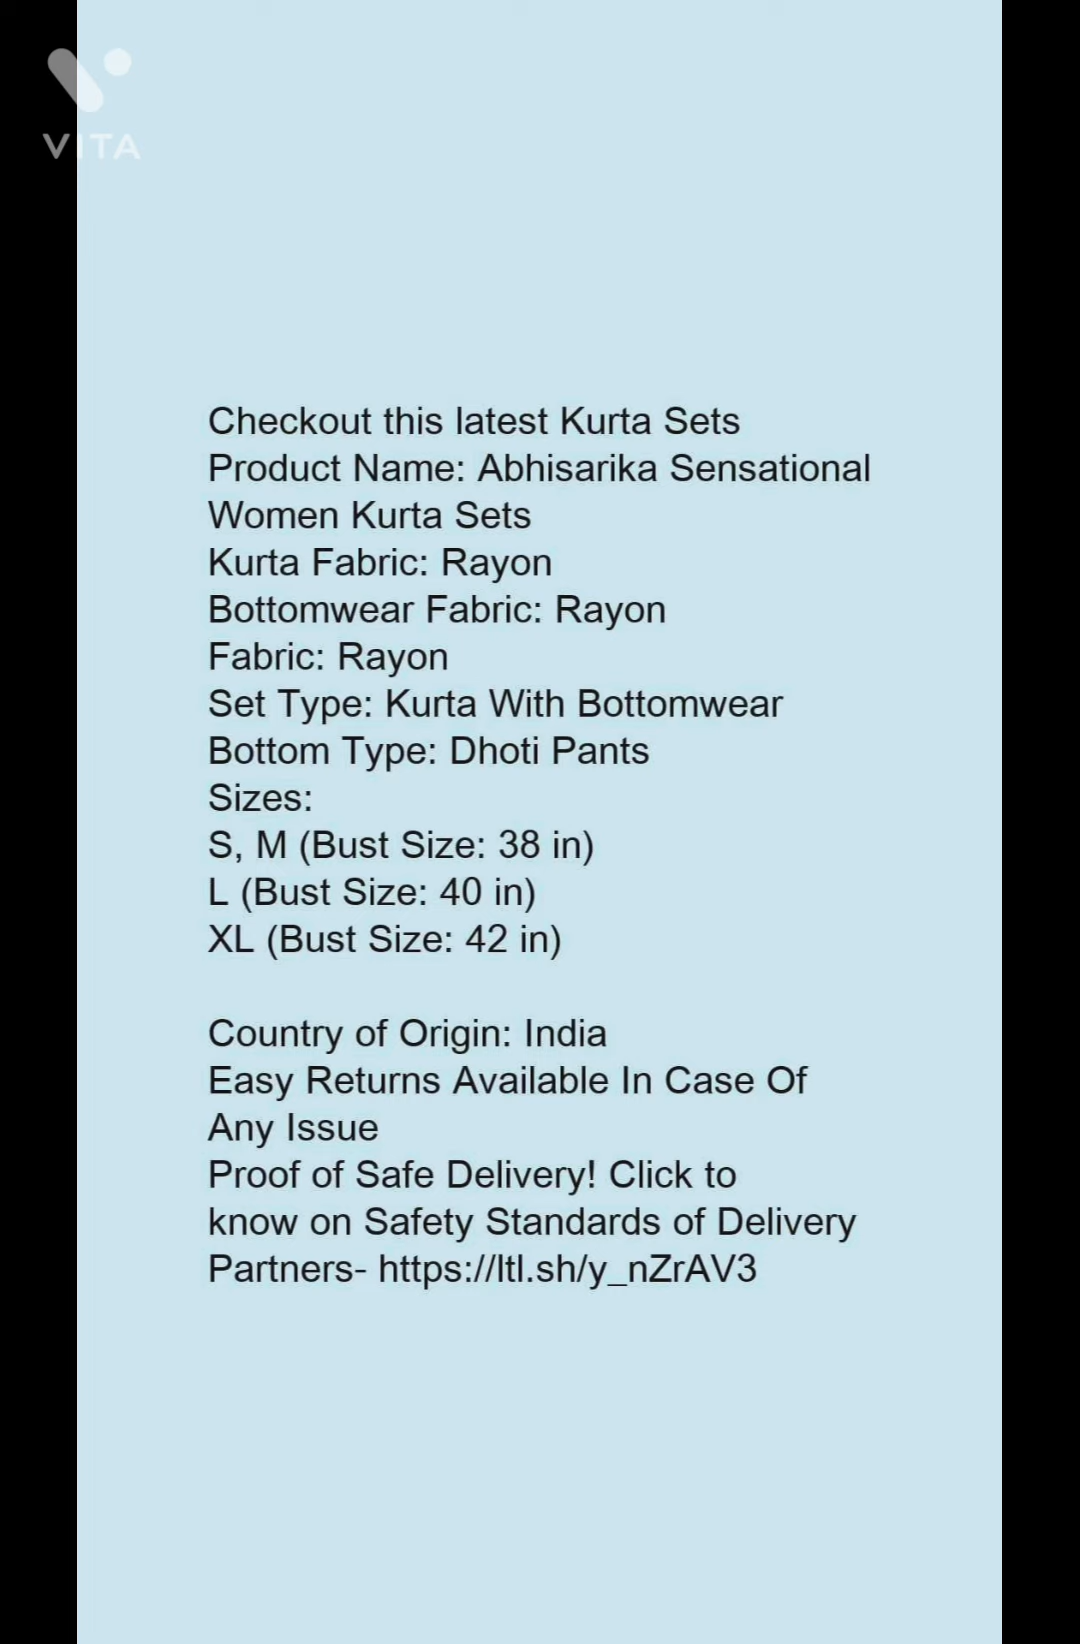 VITA
Checkout this latest Kurta Sets
Product Name: Abhisarika Sensational
Women Kurta Sets
Kurta Fabric: Rayon
Bottomwear Fabric: Rayon
Fabric: Rayon
Set Type: Kurta With Bottomwear
Bottom Type: Dhoti Pants
Sizes:
S, M (Bust Size: 38 in)
L (Bust Size: 40 in)
XL (Bust Size: 42 in)
Country of Origin: India
Easy Returns Available In Case Of
Any Issue
Proof of Safe Delivery! Click to
know on Safety Standards of Delivery
Partners- https://ltl.sh/y_nZrAV3